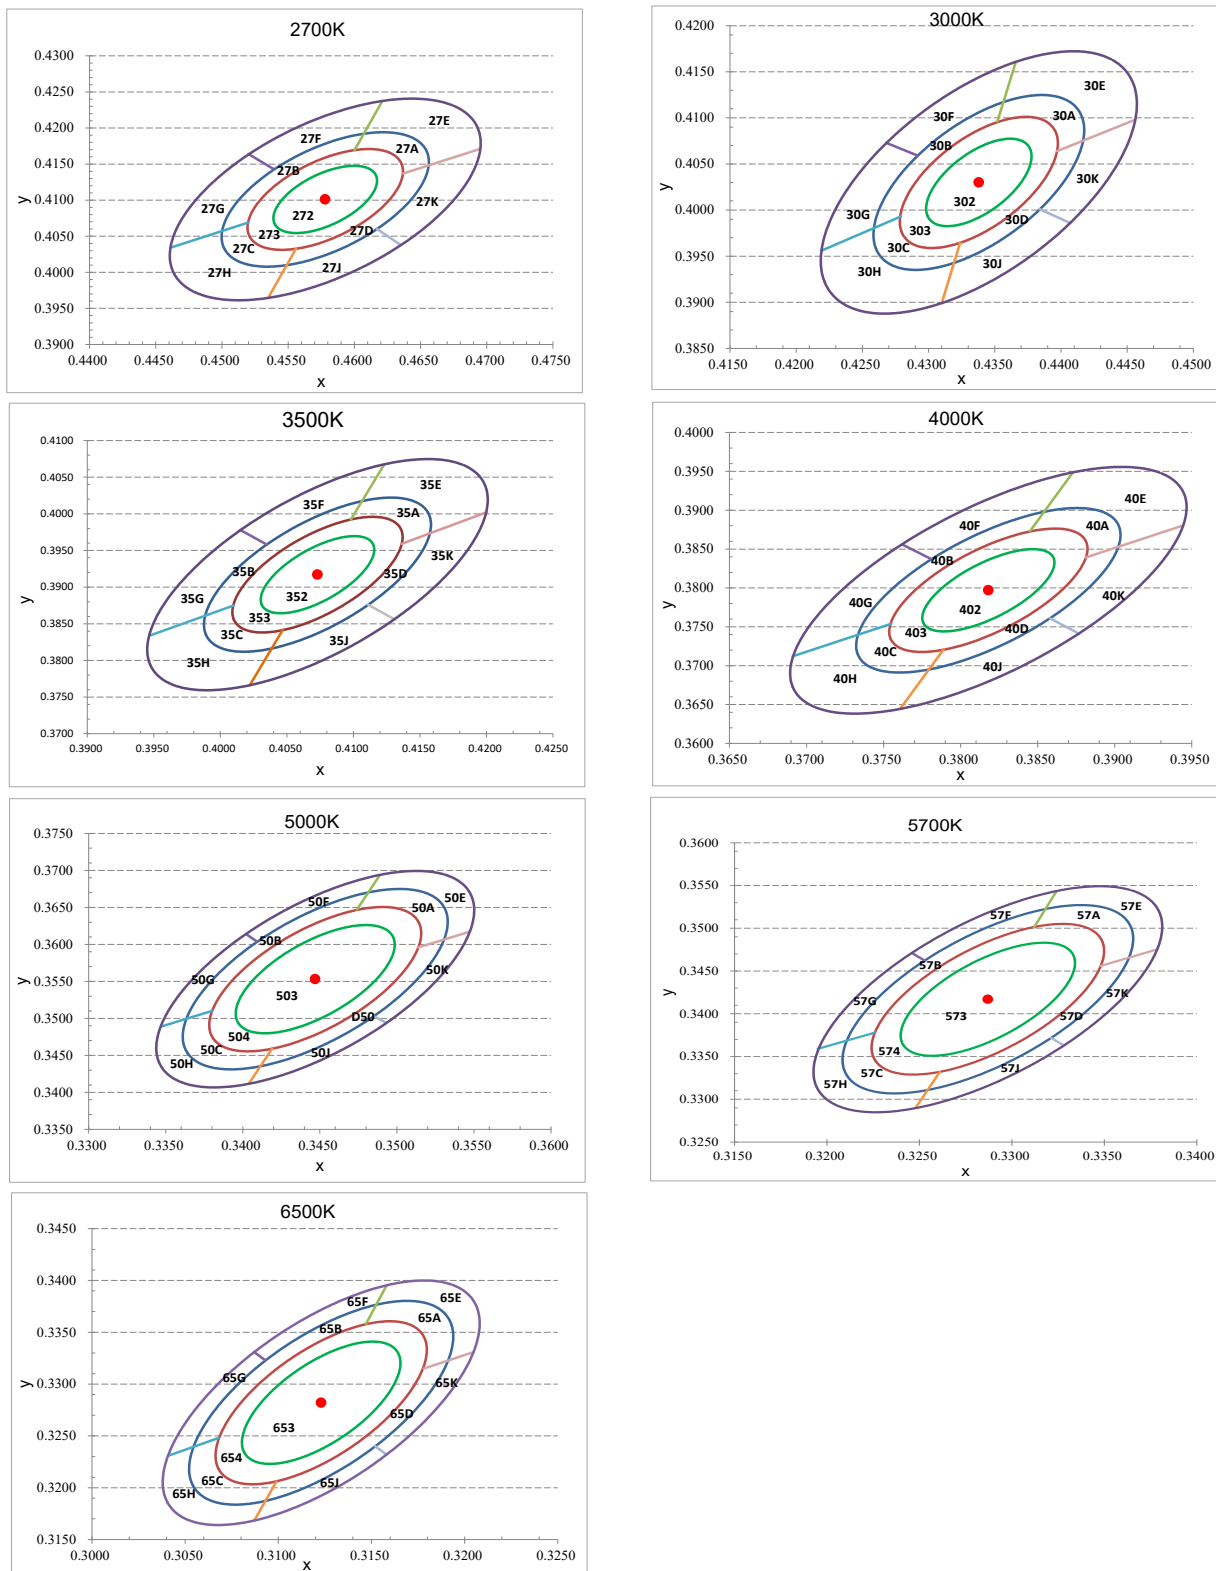 2700K
0.4300
0.4250
0.4200
0.4150
0.4100
0.4050
0.4000
0.3950
0.3900
y
27E
27F
27A
27B
27K
27G
272
273
27D
27C
27H
27J
0.4400 0.4450 0.4500 0.4550 0.4600 0.4650 0.4700 0.4750
x
3000K
0.4200
0.4150
0.4100
0.4050
0.4000
0.3950
0.3900
0.3850
y
30E
30F
30A
30B
30K
302
30G
30D
303
30C
30H
30J
0.4150 0.4200 0.4250 0.4300 0.4350 0.4400 0.4450 0.4500
x
3500K
0.4100
0.4050
0.4000
0.3950
0.3900
0.3850
0.3800
0.3750
0.3700
y
35E
35F
35A
35K
35B
35D
35G
352
353
35C
35J
35H
0.3900 0.3950 0.4000 0.4050 0.4100 0.4150 0.4200 0.4250
x
4000K
0.4000
0.3950
0.3900
0.3850
0.3800
0.3750
0.3700
0.3650
0.3600
y
40E
40F
40A
40B
40K
40G
402
403
40D
40C
40J
40H
0.3650 0.3700 0.3750 0.3800 0.3850 0.3900 0.3950
x
5000K
0.3750
0.3700
0.3650
0.3600
0.3550
0.3500
0.3450
0.3400
0.3350
y
50E
50F
50A
50B
50K
50G
503
D50
504
50C
50J
50H
0.3300 0.3350 0.3400 0.3450 0.3500 0.3550 0.3600
x
5700K
0.3600
0.3550
0.3500
0.3450
0.3400
0.3350
0.3300
0.3250
y
57E
57F
57A
57B
57K
57G
573
57D
574
57C
57J
57H
0.3150 0.3200 0.3250 0.3300 0.3350 0.3400
x
6500K
0.3450
0.3400
0.3350
0.3300
0.3250
0.3200
0.3150
y
65E
65F
65A
65B
65G
65K
65D
653
654
65C
65J
65H
0.3000 0.3050 0.3100 0.3150 0.3200 0.3250
x